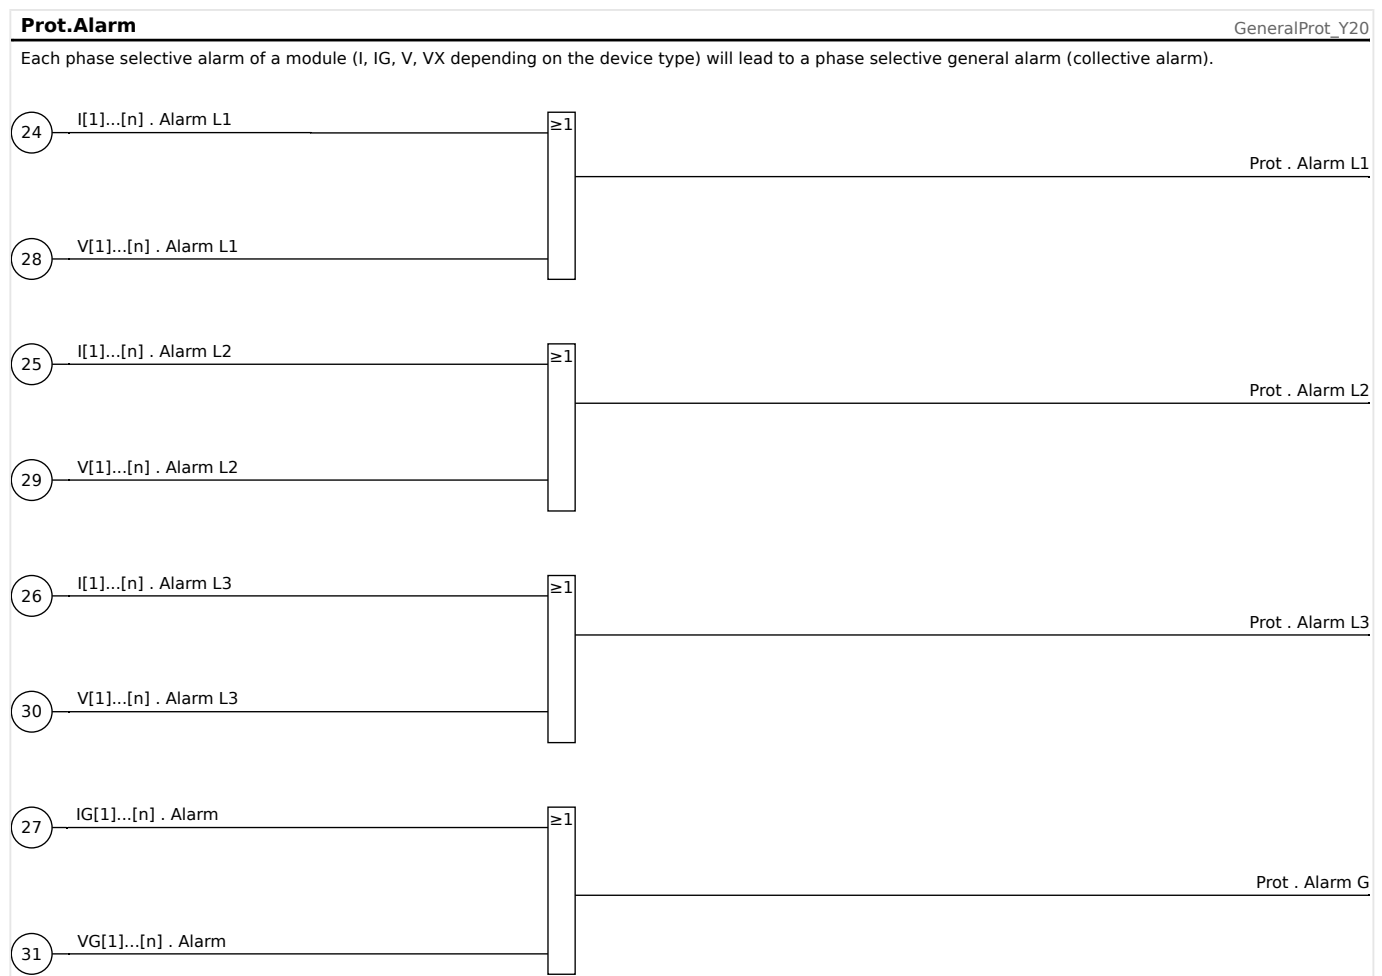 Prot.Alarm
GeneralProt_Y20
Each phase selective alarm of a module (I, IG, V, VX depending on the device type) will lead to a phase selective general alarm (collective alarm).
24
I[1]...[n] . Alarm L1
≥1
Prot . Alarm L1
28
V[1]...[n] . Alarm L1
25
I[1]...[n] . Alarm L2
≥1
Prot . Alarm L2
29
V[1]...[n] . Alarm L2
26
I[1]...[n] . Alarm L3
≥1
Prot . Alarm L3
30
V[1]...[n] . Alarm L3
27
IG[1]...[n] . Alarm
≥1
Prot . Alarm G
31
VG[1]...[n] . Alarm